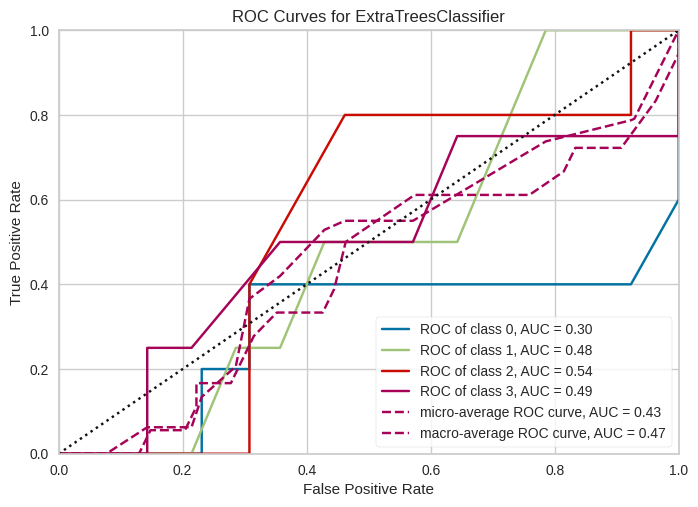 ROC Curves for ExtraTreesClassifier
1.0
0.8
0.6
0.4
0.2
0.0
True Positive Rate
ROC of class 0, AUC = 0.30
ROC of class 1, AUC = 0.48
ROC of class 2, AUC = 0.54
ROC of class 3, AUC = 0.49
micro-average ROC curve, AUC = 0.43
macro-average ROC curve, AUC = 0.47
0.0 0.2 0.4 0.6 0.8 1.0
False Positive Rate